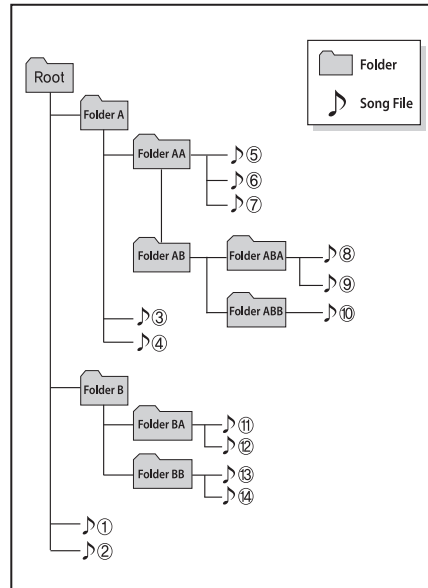 Root
Folder
Song File
Folder A
Folder AA
⑤
⑥
⑦
Folder AB
Folder ABA
⑧
⑨
Folder ABB
⑩
③
④
Folder B
Folder BA
⑪
⑫
Folder BB
⑬
⑭
①
②